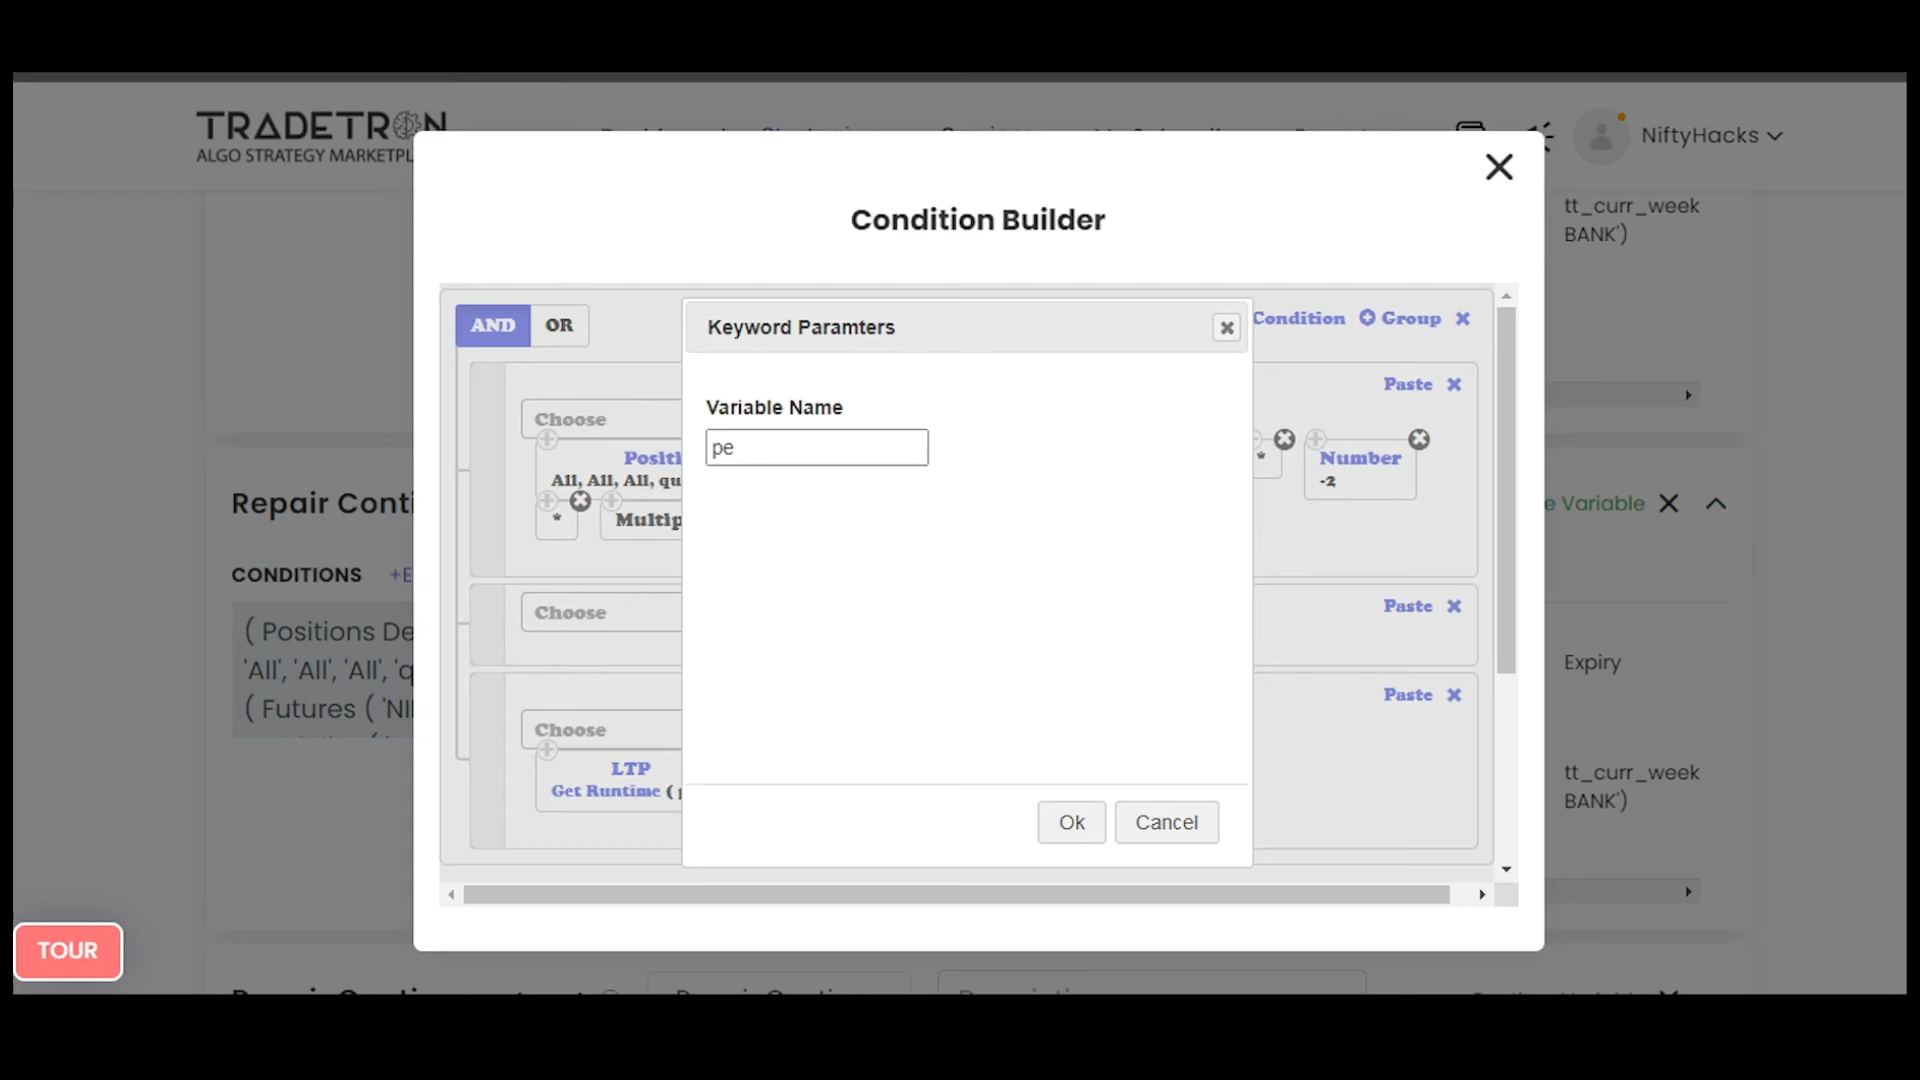 TRADETRON
ALGO STRATEGY MARKETPL
NiftyHacks
Condition Builder
tt_curr_week
BANK')
AND
OR
Keyword Paramters
Condition
Group
Paste
Variable Name
pe
Choose
Positi
All, All, All, qu
*
Multip
*
Number
-2
Repair Conti
e Variable
CONDITIONS
+E
( Positions De
'All', 'All', 'All', 'q
( Futures ( 'NI
Choose
Paste
Expiry
Choose
LTP
Get Runtime (
Paste
tt_curr_week
BANK')
Ok
Cancel
TOUR